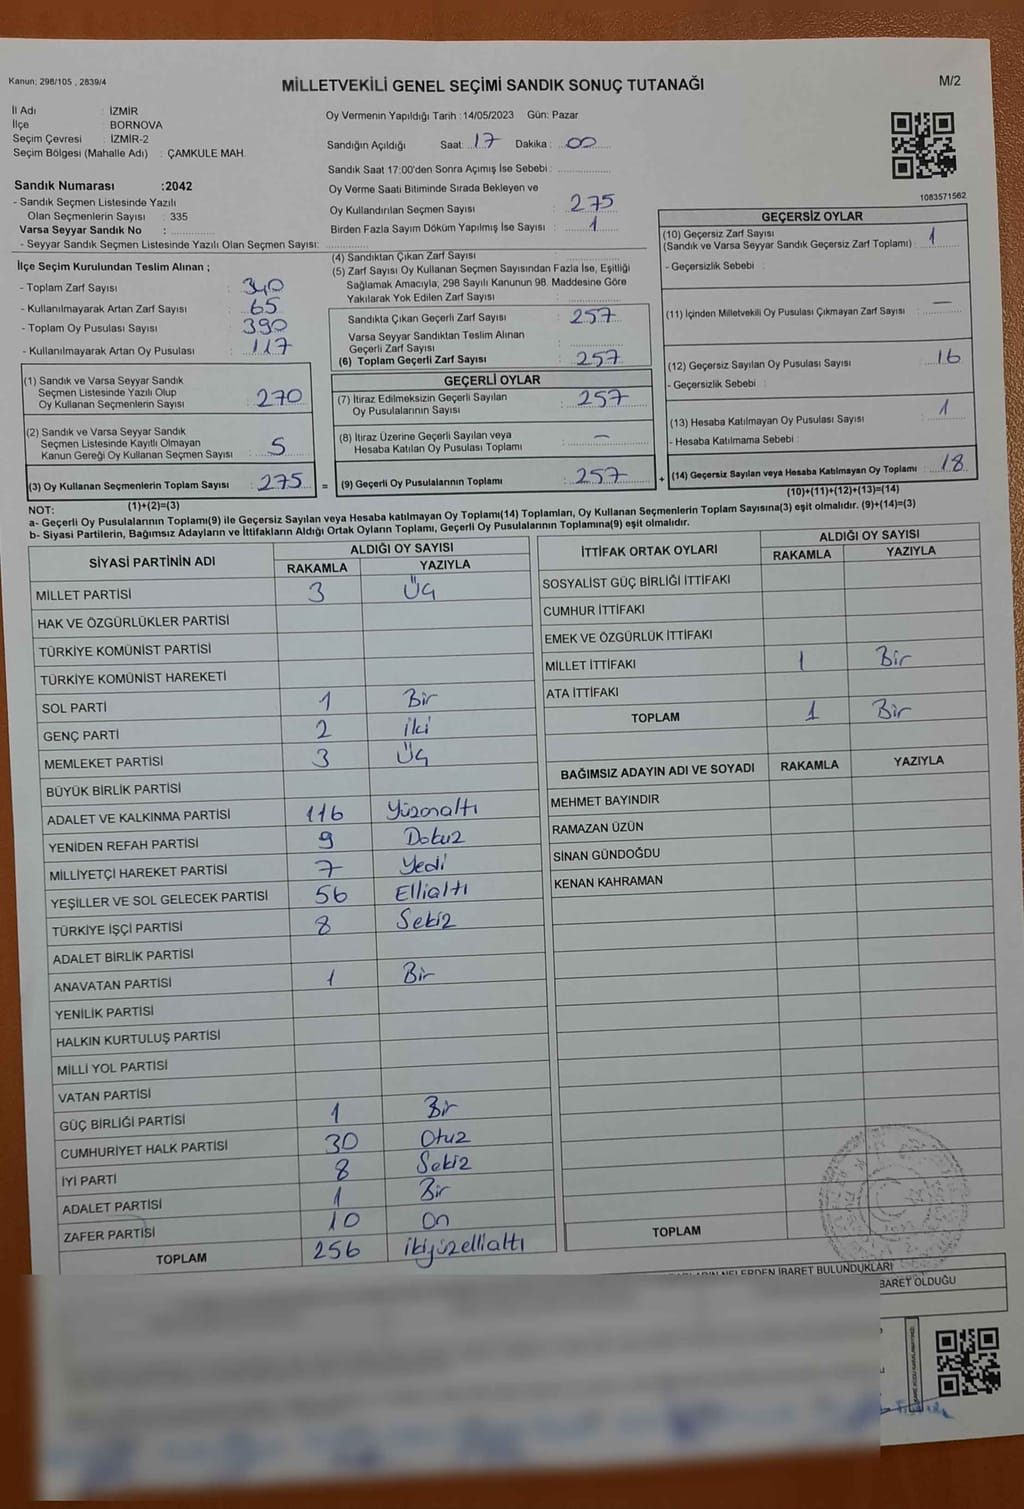 Kanun: 298/105 , 2839/4
MİLLETVEKİLİ GENEL SEÇİMİ SANDIK SONUÇ TUTANAĞI
M/2
İl Adı : İZMİR
İlçe : BORNOVA
Seçim Çevresi : İZMİR-2
Seçim Bölgesi (Mahalle Adı) : ÇAMKULE MAH.
Sandık Numarası :2042
- Sandık Seçmen Listesinde Yazılı
Olan Seçmenlerin Sayısı : 335
Varsa Seyyar Sandık No :
- Seyyar Sandık Seçmen Listesinde Yazılı Olan Seçmen Sayısı:
Oy Vermenin Yapıldığı Tarih :14/05/2023 Gün: Pazar
Sandığın Açıldığı Saat: 17 Dakika : 00
Sandık Saat 17:00'den Sonra Açımış İse Sebebi :
Oy Verme Saati Bitiminde Sırada Bekleyen ve
Oy Kullandırılan Seçmen Sayısı : 275
Birden Fazla Sayım Döküm Yapılmış İse Sayısı : 1
1083571562
İlçe Seçim Kurulundan Teslim Alınan ;
- Toplam Zarf Sayısı : 340
- Kullanılmayarak Artan Zarf Sayısı : 65
- Toplam Oy Pusulası Sayısı : 390
- Kullanılmayarak Artan Oy Pusulası : 117
(1) Sandık ve Varsa Seyyar Sandık
Seçmen Listesinde Yazılı Olup
Oy Kullanan Seçmenlerin Sayısı : 270
(2) Sandık ve Varsa Seyyar Sandık
Seçmen Listesinde Kayıtlı Olmayan
Kanun Gereği Oy Kullanan Seçmen Sayısı : 5
(3) Oy Kullanan Seçmenlerin Toplam Sayısı : 275 =
(1)+(2)=(3)
(4) Sandıktan Çıkan Zarf Sayısı :
(5) Zarf Sayısı Oy Kullanan Seçmen Sayısından Fazla İse, Eşitliği
Sağlamak Amacıyla, 298 Sayılı Kanunun 98. Maddesine Göre
Yakılarak Yok Edilen Zarf Sayısı :
Sandıkta Çıkan Geçerli Zarf Sayısı : 257
Varsa Seyyar Sandıktan Teslim Alınan
Geçerli Zarf Sayısı :
(6) Toplam Geçerli Zarf Sayısı : 257
GEÇERLİ OYLAR
(7) İtiraz Edilmeksizin Geçerli Sayılan
Oy Pusulalarının Sayısı : 257
(8) İtiraz Üzerine Geçerli Sayılan veya
Hesaba Katılan Oy Pusulası Toplamı : —
(9) Geçerli Oy Pusulalarının Toplamı : 257 +
GEÇERSİZ OYLAR
(10) Geçersiz Zarf Sayısı
(Sandık ve Varsa Seyyar Sandık Geçersiz Zarf Toplamı) : 1
- Geçersizlik Sebebi :
(11) İçinden Milletvekili Oy Pusulası Çıkmayan Zarf Sayısı : —
(12) Geçersiz Sayılan Oy Pusulası Sayısı : 16
- Geçersizlik Sebebi :
(13) Hesaba Katılmayan Oy Pusulası Sayısı : 1
- Hesaba Katılmama Sebebi :
(14) Geçersiz Sayılan veya Hesaba Katılmayan Oy Toplamı : 18
(10)+(11)+(12)+(13)=(14)
NOT:
a- Geçerli Oy Pusulalarının Toplamı(9) ile Geçersiz Sayılan veya Hesaba katılmayan Oy Toplamı(14) Toplamları, Oy Kullanan Seçmenlerin Toplam Sayısına(3) eşit olmalıdır. (9)+(14)=(3)
b- Siyasi Partilerin, Bağımsız Adayların ve İttifakların Aldığı Ortak Oyların Toplamı, Geçerli Oy Pusulalarının Toplamına(9) eşit olmalıdır.
SİYASİ PARTİNİN ADI ALDIĞI OY SAYISI
RAKAMLA YAZIYLA
MİLLET PARTİSİ 3 Üç
HAK VE ÖZGÜRLÜKLER PARTİSİ
TÜRKİYE KOMÜNİST PARTİSİ
TÜRKİYE KOMÜNİST HAREKETİ
SOL PARTİ 1 Bir
GENÇ PARTİ 2 İki
MEMLEKET PARTİSİ 3 Üç
BÜYÜK BİRLİK PARTİSİ
ADALET VE KALKINMA PARTİSİ 116 Yüzonaltı
YENİDEN REFAH PARTİSİ 9 Dokuz
MİLLİYETÇİ HAREKET PARTİSİ 7 Yedi
YEŞİLLER VE SOL GELECEK PARTİSİ 56 Ellialtı
TÜRKİYE İŞÇİ PARTİSİ 8 Sekiz
ADALET BİRLİK PARTİSİ
ANAVATAN PARTİSİ 1 Bir
YENİLİK PARTİSİ
HALKIN KURTULUŞ PARTİSİ
MİLLİ YOL PARTİSİ
VATAN PARTİSİ
GÜÇ BİRLİĞİ PARTİSİ 1 Bir
CUMHURİYET HALK PARTİSİ 30 Otuz
İYİ PARTİ 8 Sekiz
ADALET PARTİSİ 1 Bir
ZAFER PARTİSİ 10 On
TOPLAM 256 ikiyüzellialtı
İTTİFAK ORTAK OYLARI ALDIĞI OY SAYISI
RAKAMLA YAZIYLA
SOSYALİST GÜÇ BİRLİĞİ İTTİFAKI
CUMHUR İTTİFAKI
EMEK VE ÖZGÜRLÜK İTTİFAKI
MİLLET İTTİFAKI 1 Bir
ATA İTTİFAKI
TOPLAM 1 Bir
BAĞIMSIZ ADAYIN ADI VE SOYADI RAKAMLA YAZIYLA
MEHMET BAYINDIR
RAMAZAN ÜZÜN
SİNAN GÜNDOĞDU
KENAN KAHRAMAN
TOPLAM
NELERDEN İBARET BULUNDUKLARI
BARET OLDUĞU